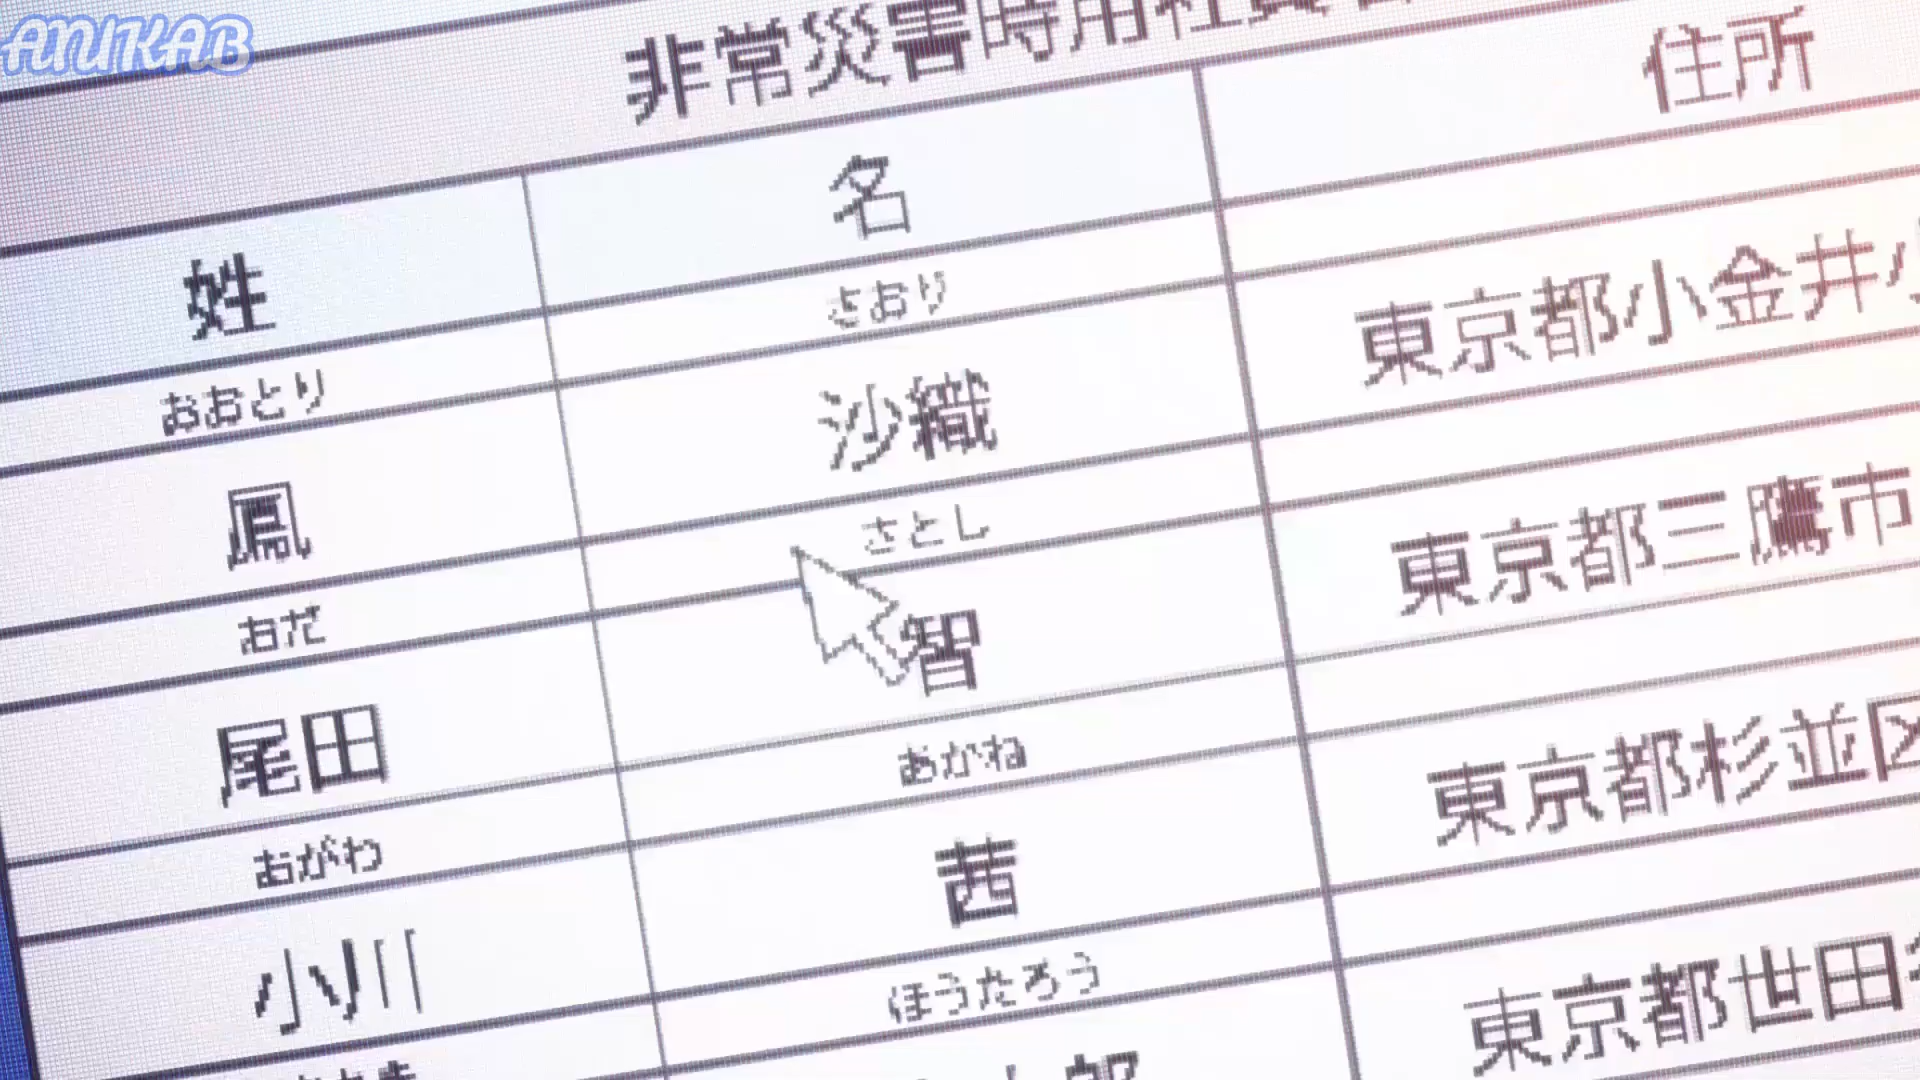 ANIKAB
非常災害時用社員
姓 名 住所
おおとり さおり
鳳 沙織 東京都小金井
おだ さとし
尾田 智 東京都三鷹市
おがわ あかね
小川 茜 東京都杉並区
ほうたろう
郎 東京都世田